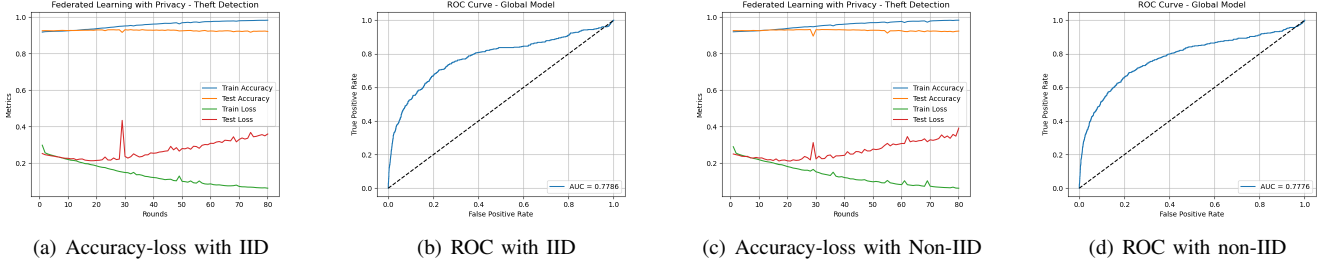 Federated Learning with Privacy - Theft Detection
1.0
0.8
0.6
0.4
0.2
Metrics
Train Accuracy
Test Accuracy
Train Loss
Test Loss
0 10 20 30 40 50 60 70 80
Rounds
(a) Accuracy-loss with IID
ROC Curve - Global Model
1.0
0.8
0.6
0.4
0.2
0.0
True Positive Rate
AUC = 0.7786
0.0 0.2 0.4 0.6 0.8 1.0
False Positive Rate
(b) ROC with IID
Federated Learning with Privacy - Theft Detection
1.0
0.8
0.6
0.4
0.2
Metrics
Train Accuracy
Test Accuracy
Train Loss
Test Loss
0 10 20 30 40 50 60 70 80
Rounds
(c) Accuracy-loss with Non-IID
ROC Curve - Global Model
1.0
0.8
0.6
0.4
0.2
0.0
True Positive Rate
AUC = 0.7776
0.0 0.2 0.4 0.6 0.8 1.0
False Positive Rate
(d) ROC with non-IID